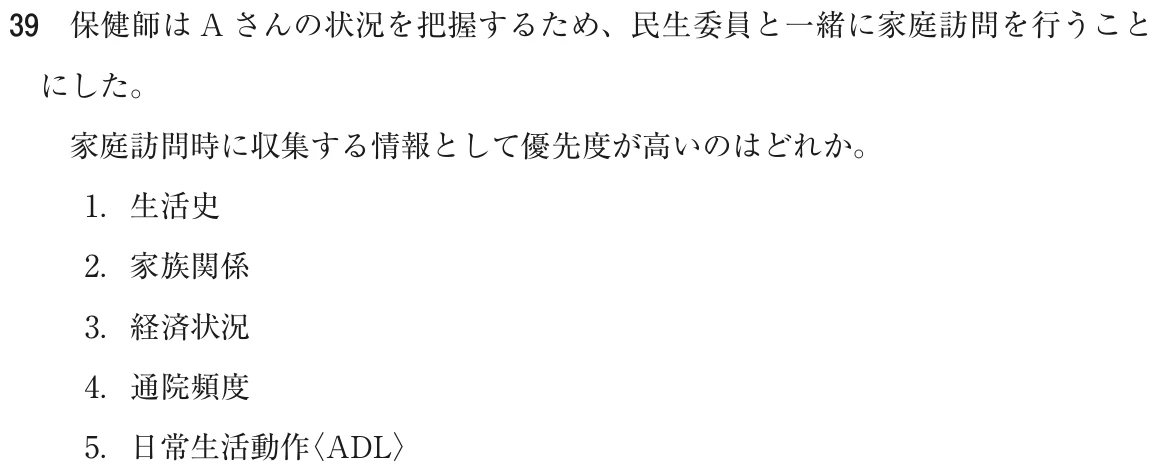 39 保健師は A さんの状況を把握するため、民生委員と一緒に家庭訪問を行うこと
にした。
家庭訪問時に収集する情報として優先度が高いのはどれか。
1. 生活史
2. 家族関係
3. 経済状況
4. 通院頻度
5. 日常生活動作〈ADL〉